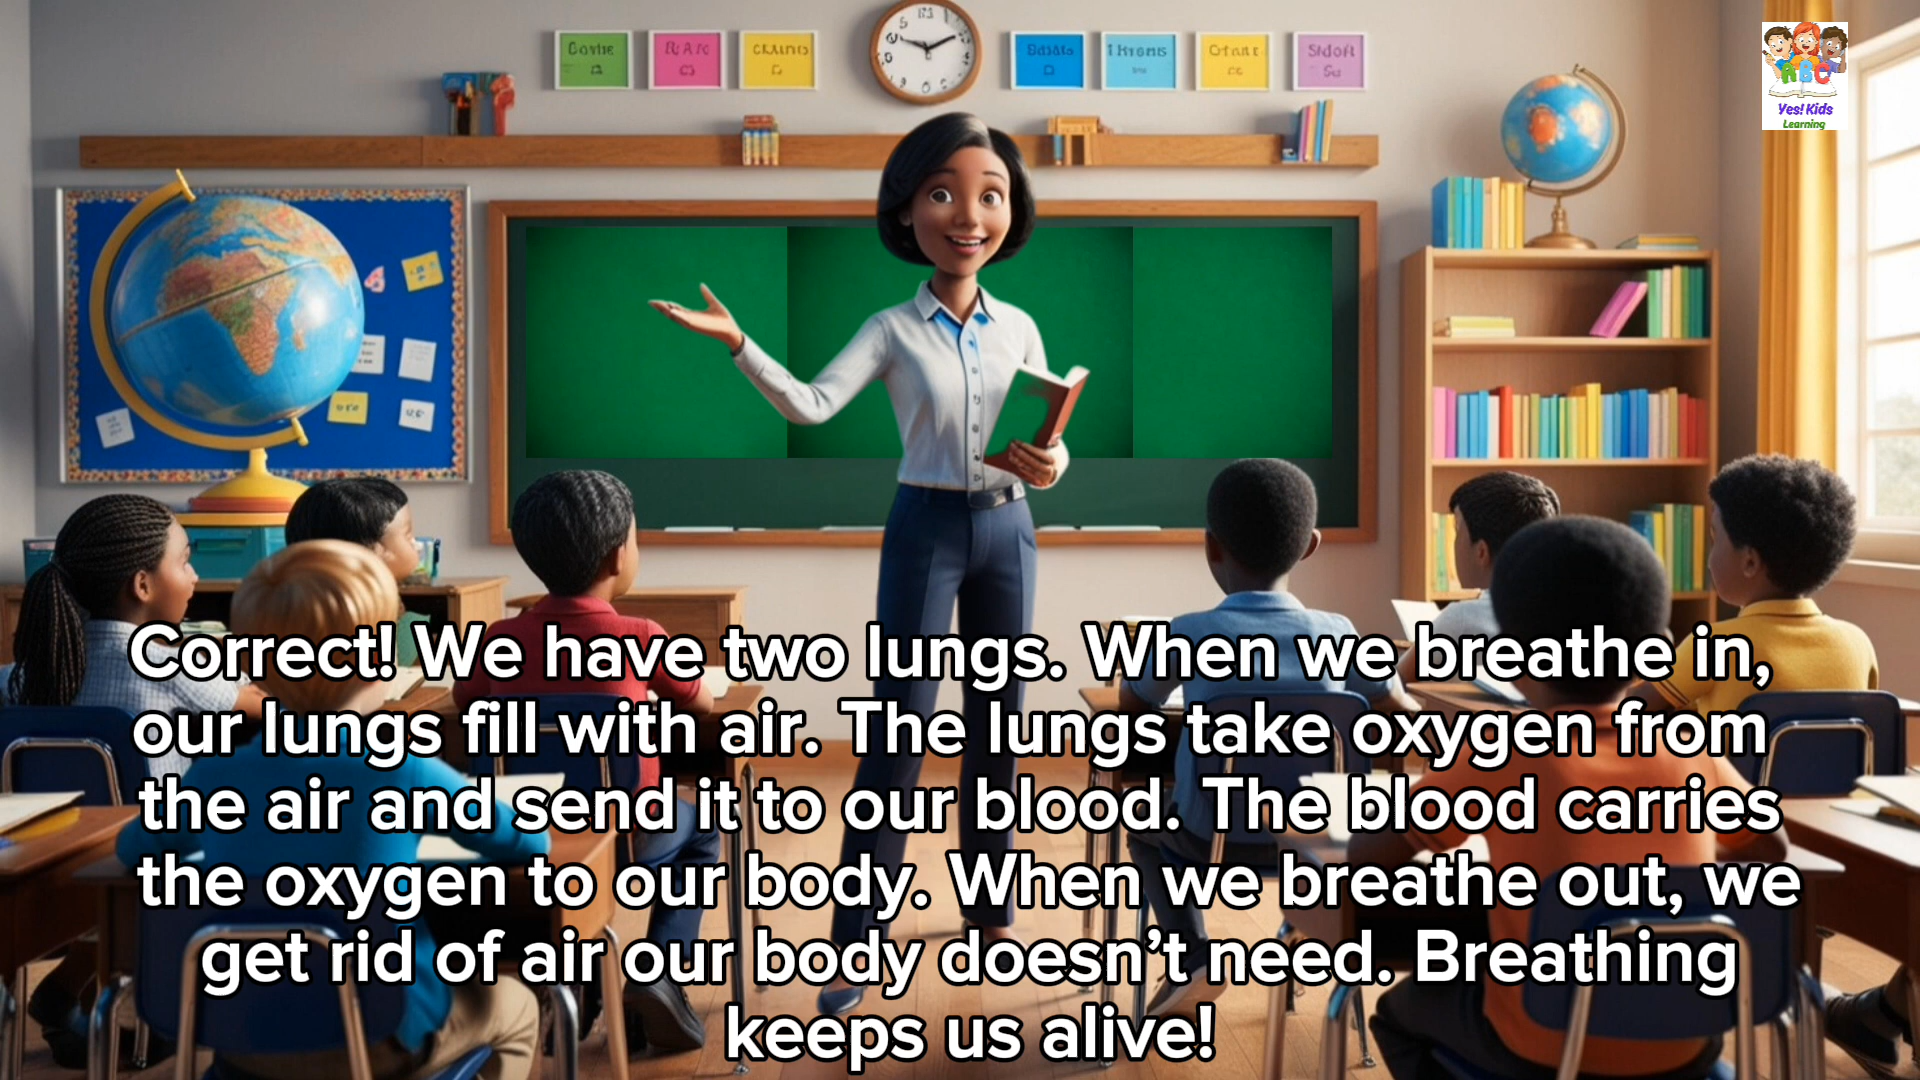 ABC
Yes! Kids
Learning
Correct! We have two lungs. When we breathe in,
our lungs fill with air. The lungs take oxygen from
the air and send it to our blood. The blood carries
the oxygen to our body. When we breathe out, we
get rid of air our body doesn’t need. Breathing
keeps us alive!